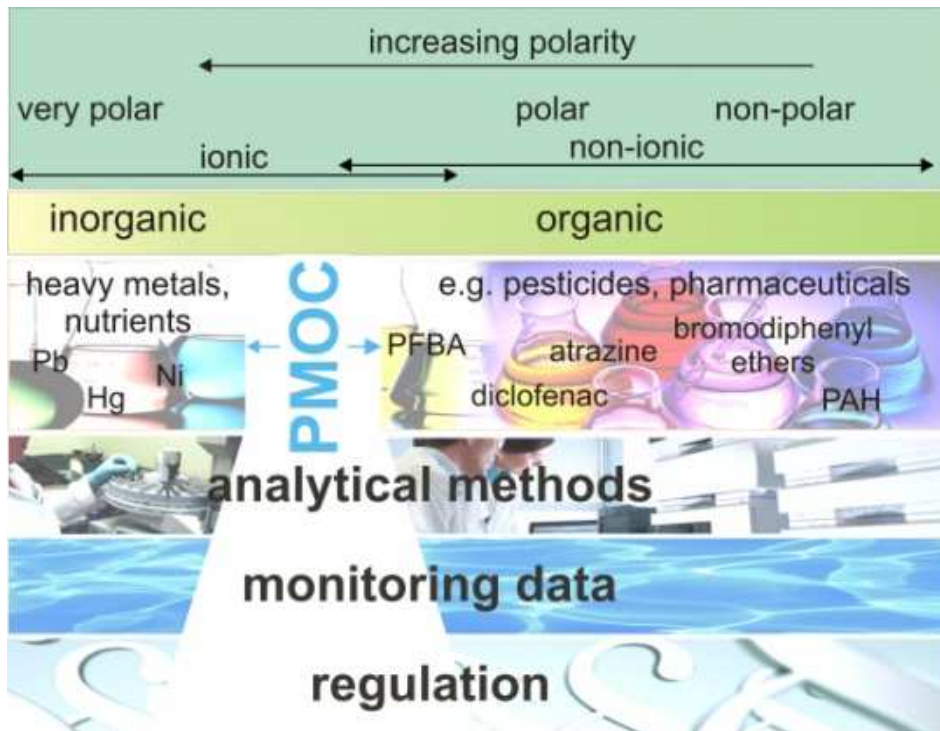 increasing polarity
very polar
polar
non-polar
ionic
non-ionic
inorganic
organic
heavy metals,
nutrients
Pb
Hg
Ni
PMOC
PFBA
e.g. pesticides, pharmaceuticals
atrazine
bromodiphenyl
ethers
diclofenac
PAH
analytical methods
monitoring data
regulation